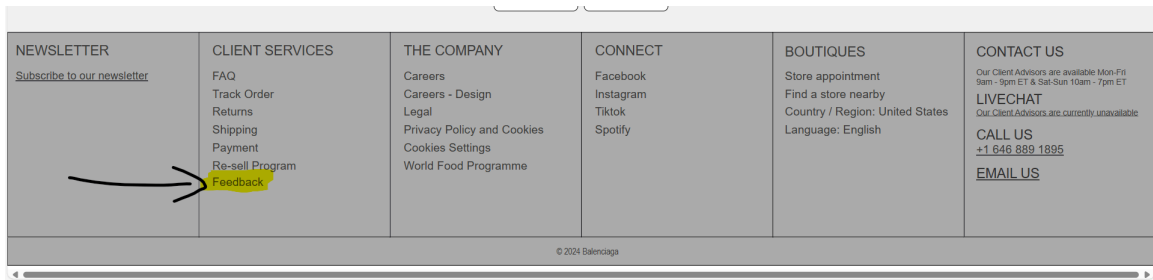 NEWSLETTER
Subscribe to our newsletter
CLIENT SERVICES
FAQ
Track Order
Returns
Shipping
Payment
Re-sell Program
Feedback
THE COMPANY
Careers
Careers - Design
Legal
Privacy Policy and Cookies
Cookies Settings
World Food Programme
CONNECT
Facebook
Instagram
Tiktok
Spotify
BOUTIQUES
Store appointment
Find a store nearby
Country / Region: United States
Language: English
CONTACT US
Our Client Advisors are available Mon-Fri
9am - 9pm ET & Sat-Sun 10am - 7pm ET
LIVECHAT
Our Client Advisors are currently unavailable
CALL US
+1 646 889 1895
EMAIL US
© 2024 Balenciaga